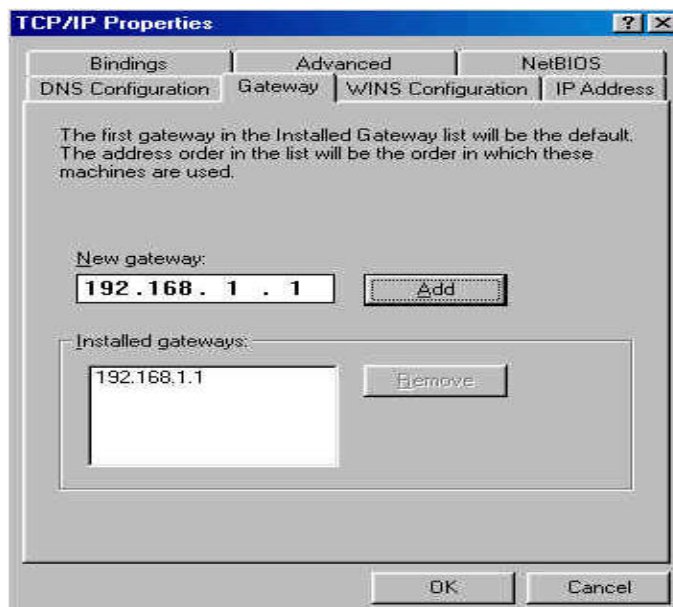 TCP/IP Properties
? X
Bindings Advanced NetBIOS
DNS Configuration Gateway WINS Configuration IP Address
The first gateway in the Installed Gateway list will be the default.
The address order in the list will be the order in which these
machines are used.
New gateway:
192.168. 1 . 1 Add
Installed gateways:
192.168.1.1 Remove
OK Cancel